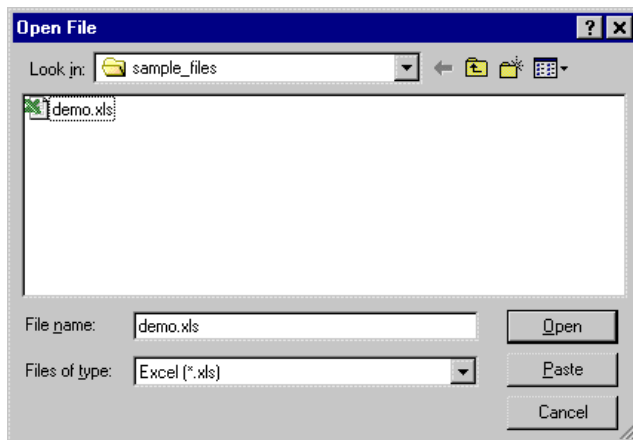 Open File
Look in: sample_files
demo.xls
File name: demo.xls Open
Files of type: Excel (*.xls) Paste
Cancel